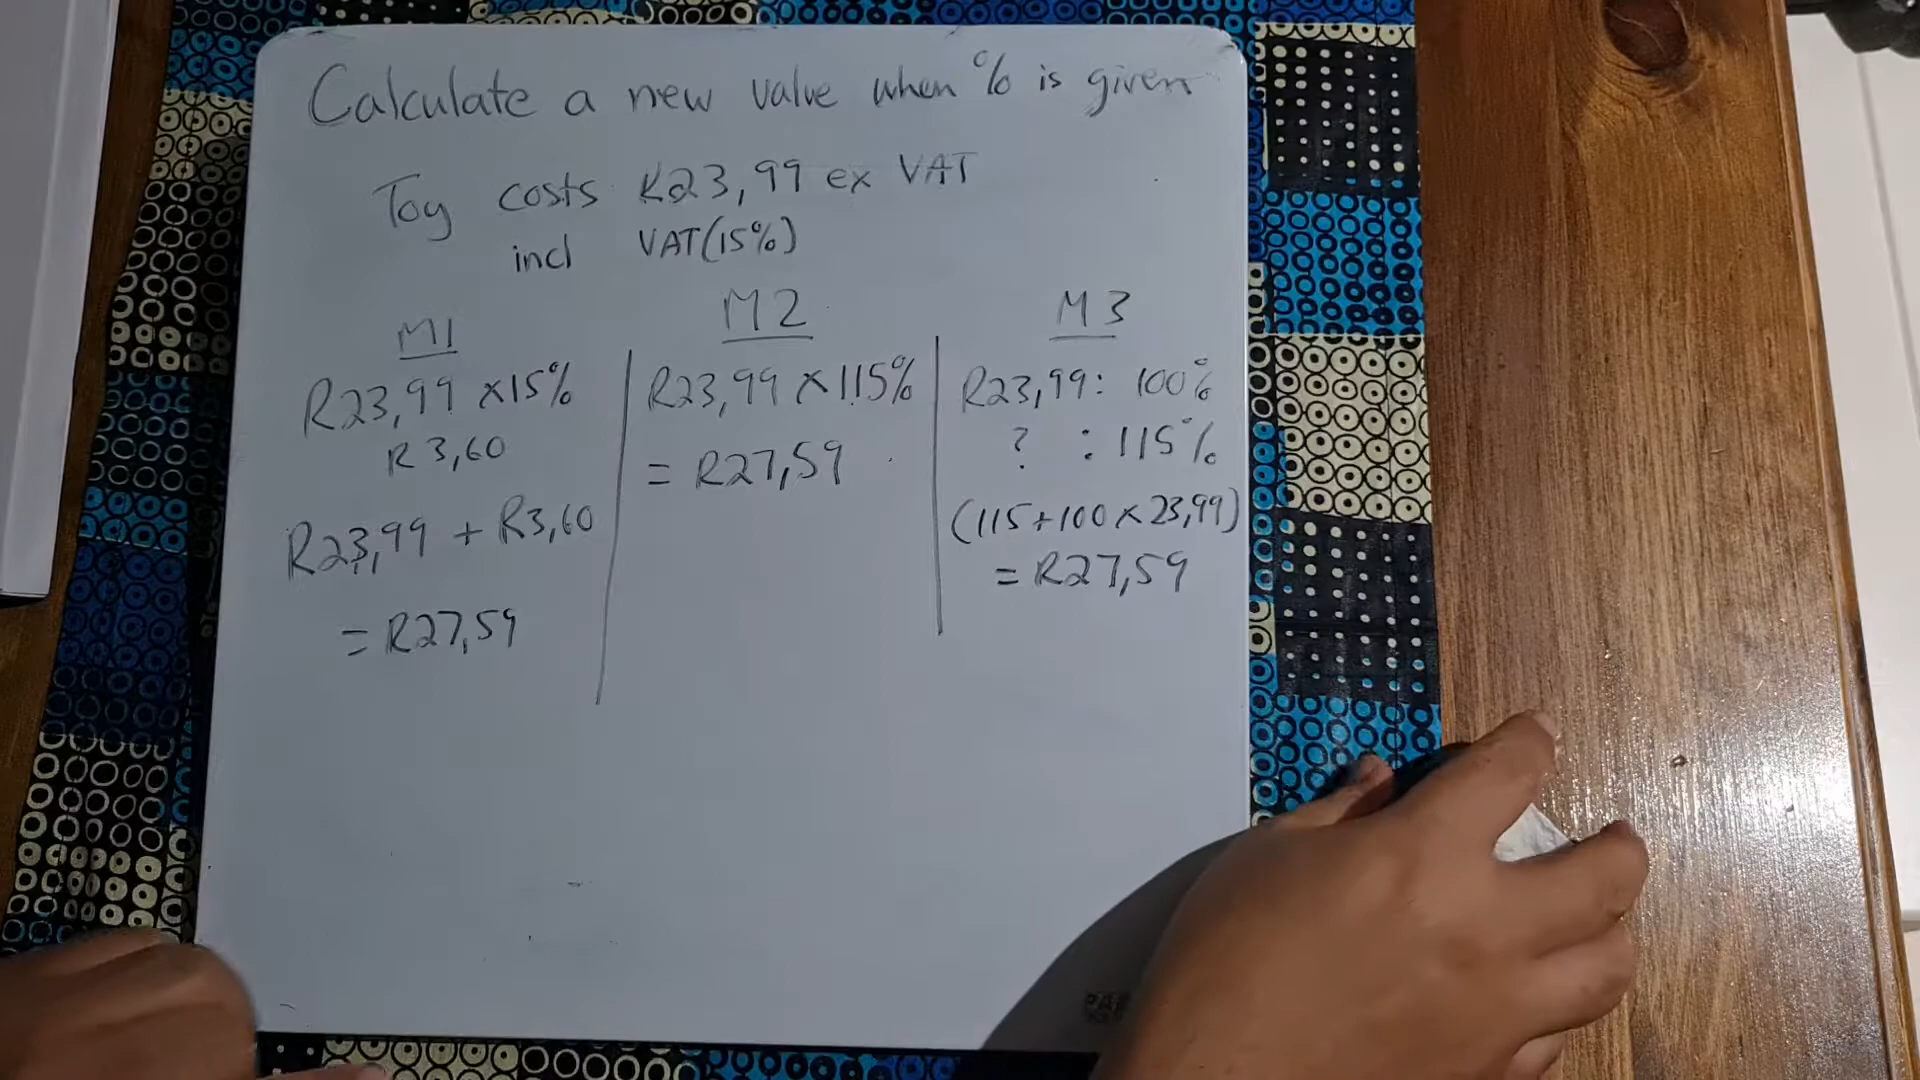 Calculate a new value when % is given
Toy costs R23,99 ex VAT
incl VAT(15%)
M1
R23,99 x15%
R3,60
R23,99 + R3,60
= R27,59
M2
R23,99 x 115%
= R27,59
M3
R23,99: 100%
? : 115%
(115÷100 x 23,99)
= R27,59